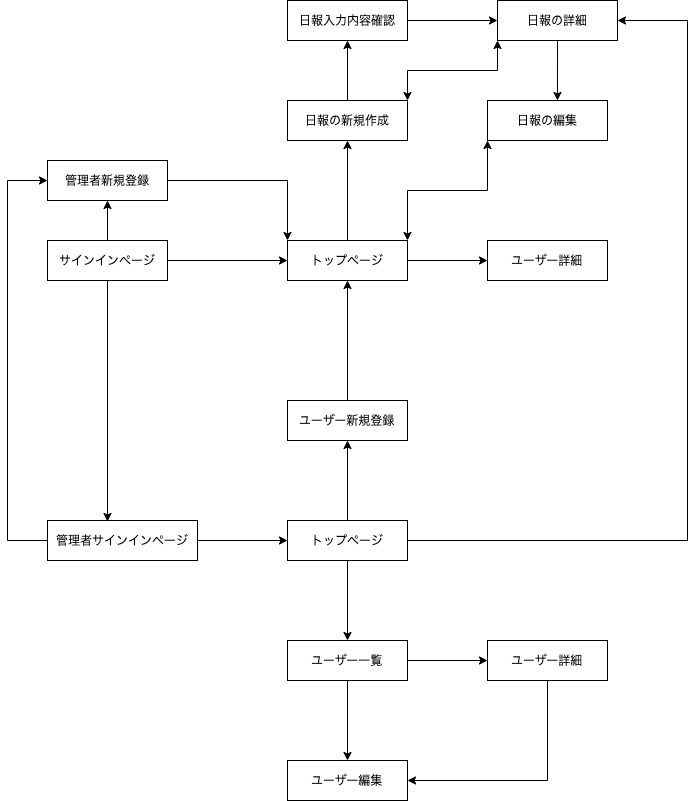 日報入力内容確認
日報の詳細
日報の新規作成
日報の編集
管理者新規登録
サインインページ
トップページ
ユーザー詳細
ユーザー新規登録
管理者サインインページ
トップページ
ユーザー一覧
ユーザー詳細
ユーザー編集